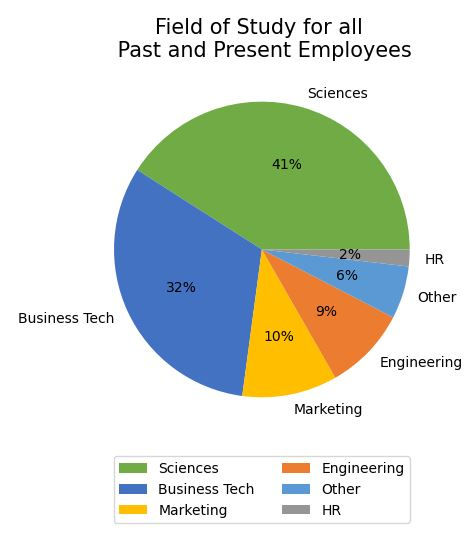 Field of Study for all
Past and Present Employees
Sciences
41%
2%
HR
6%
Other
32%
9%
Business Tech
10%
Engineering
Marketing
Sciences
Engineering
Business Tech
Other
Marketing
HR